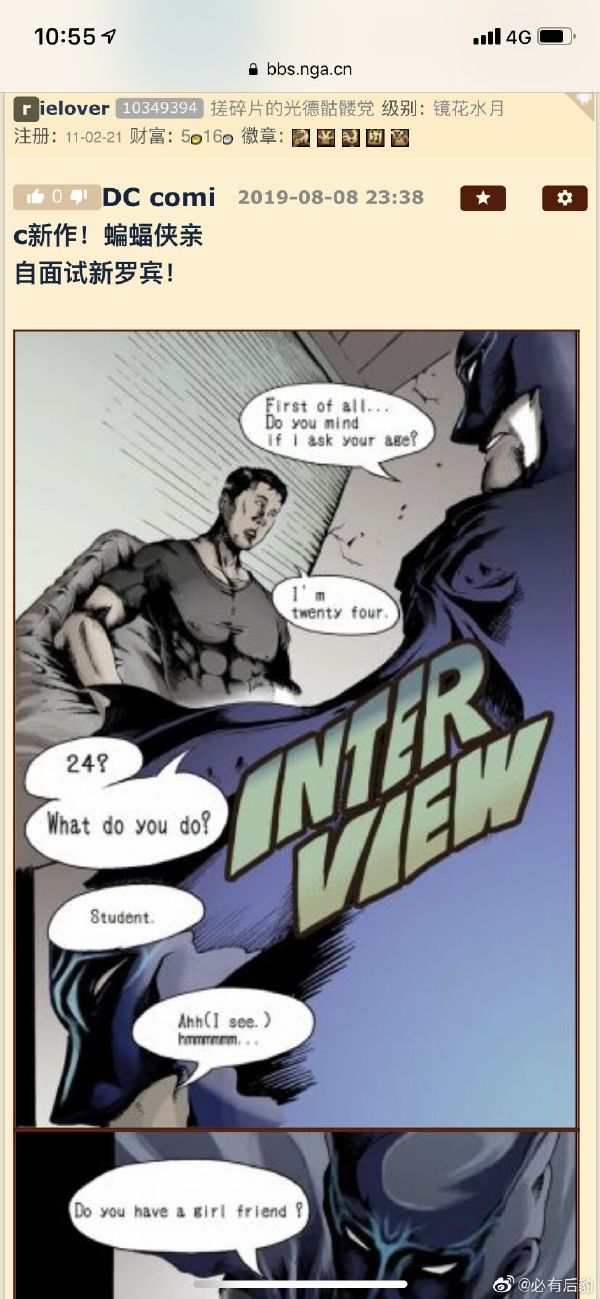 10:55
4G
bbs.nga.cn
rielover 10349394 搓碎片的光德骷髅党 级别：镜花水月
注册：11-02-21 财富：5 16 徽章：
0 DC comi 2019-08-08 23:38
c新作！蝙蝠侠亲
自面试新罗宾！
First of all...
Do you mind
if I ask your age?
I'm
twenty four.
24?
What do you do?
INTER
VIEW
Student.
Ahh(I see.)
hmmmmmm...
Do you have a girl friend ?
@必有后豹